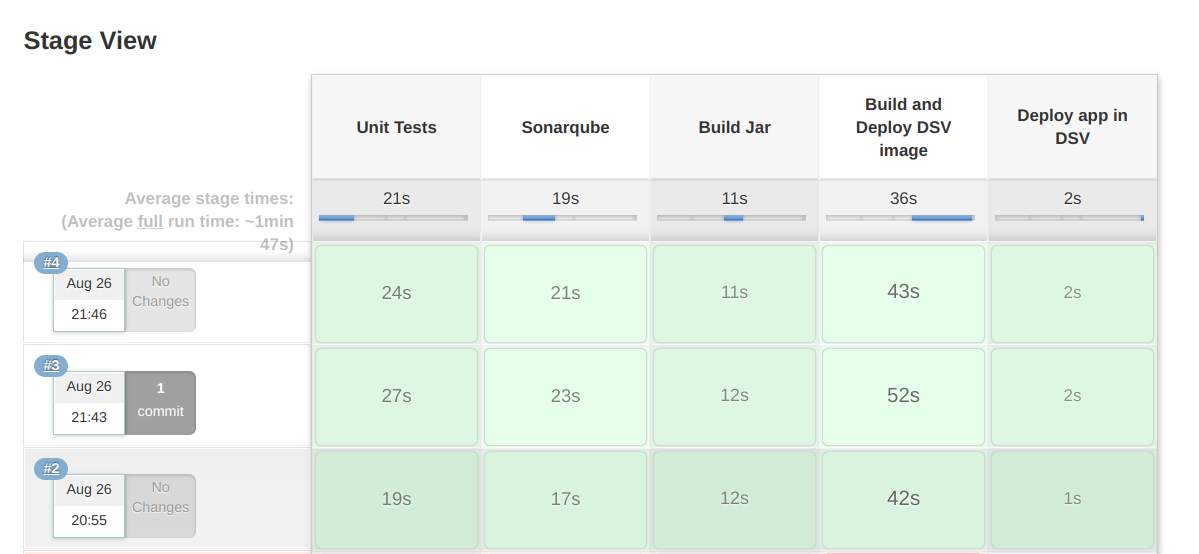 Stage View
Unit Tests
Sonarqube
Build Jar
Build and
Deploy DSV
image
Deploy app in
DSV
Average stage times:
(Average full run time: ~1min
47s)
21s
19s
11s
36s
2s
#4
Aug 26
21:46
No
Changes
24s
21s
11s
43s
2s
#3
Aug 26
21:43
1
commit
27s
23s
12s
52s
2s
#2
Aug 26
20:55
No
Changes
19s
17s
12s
42s
1s